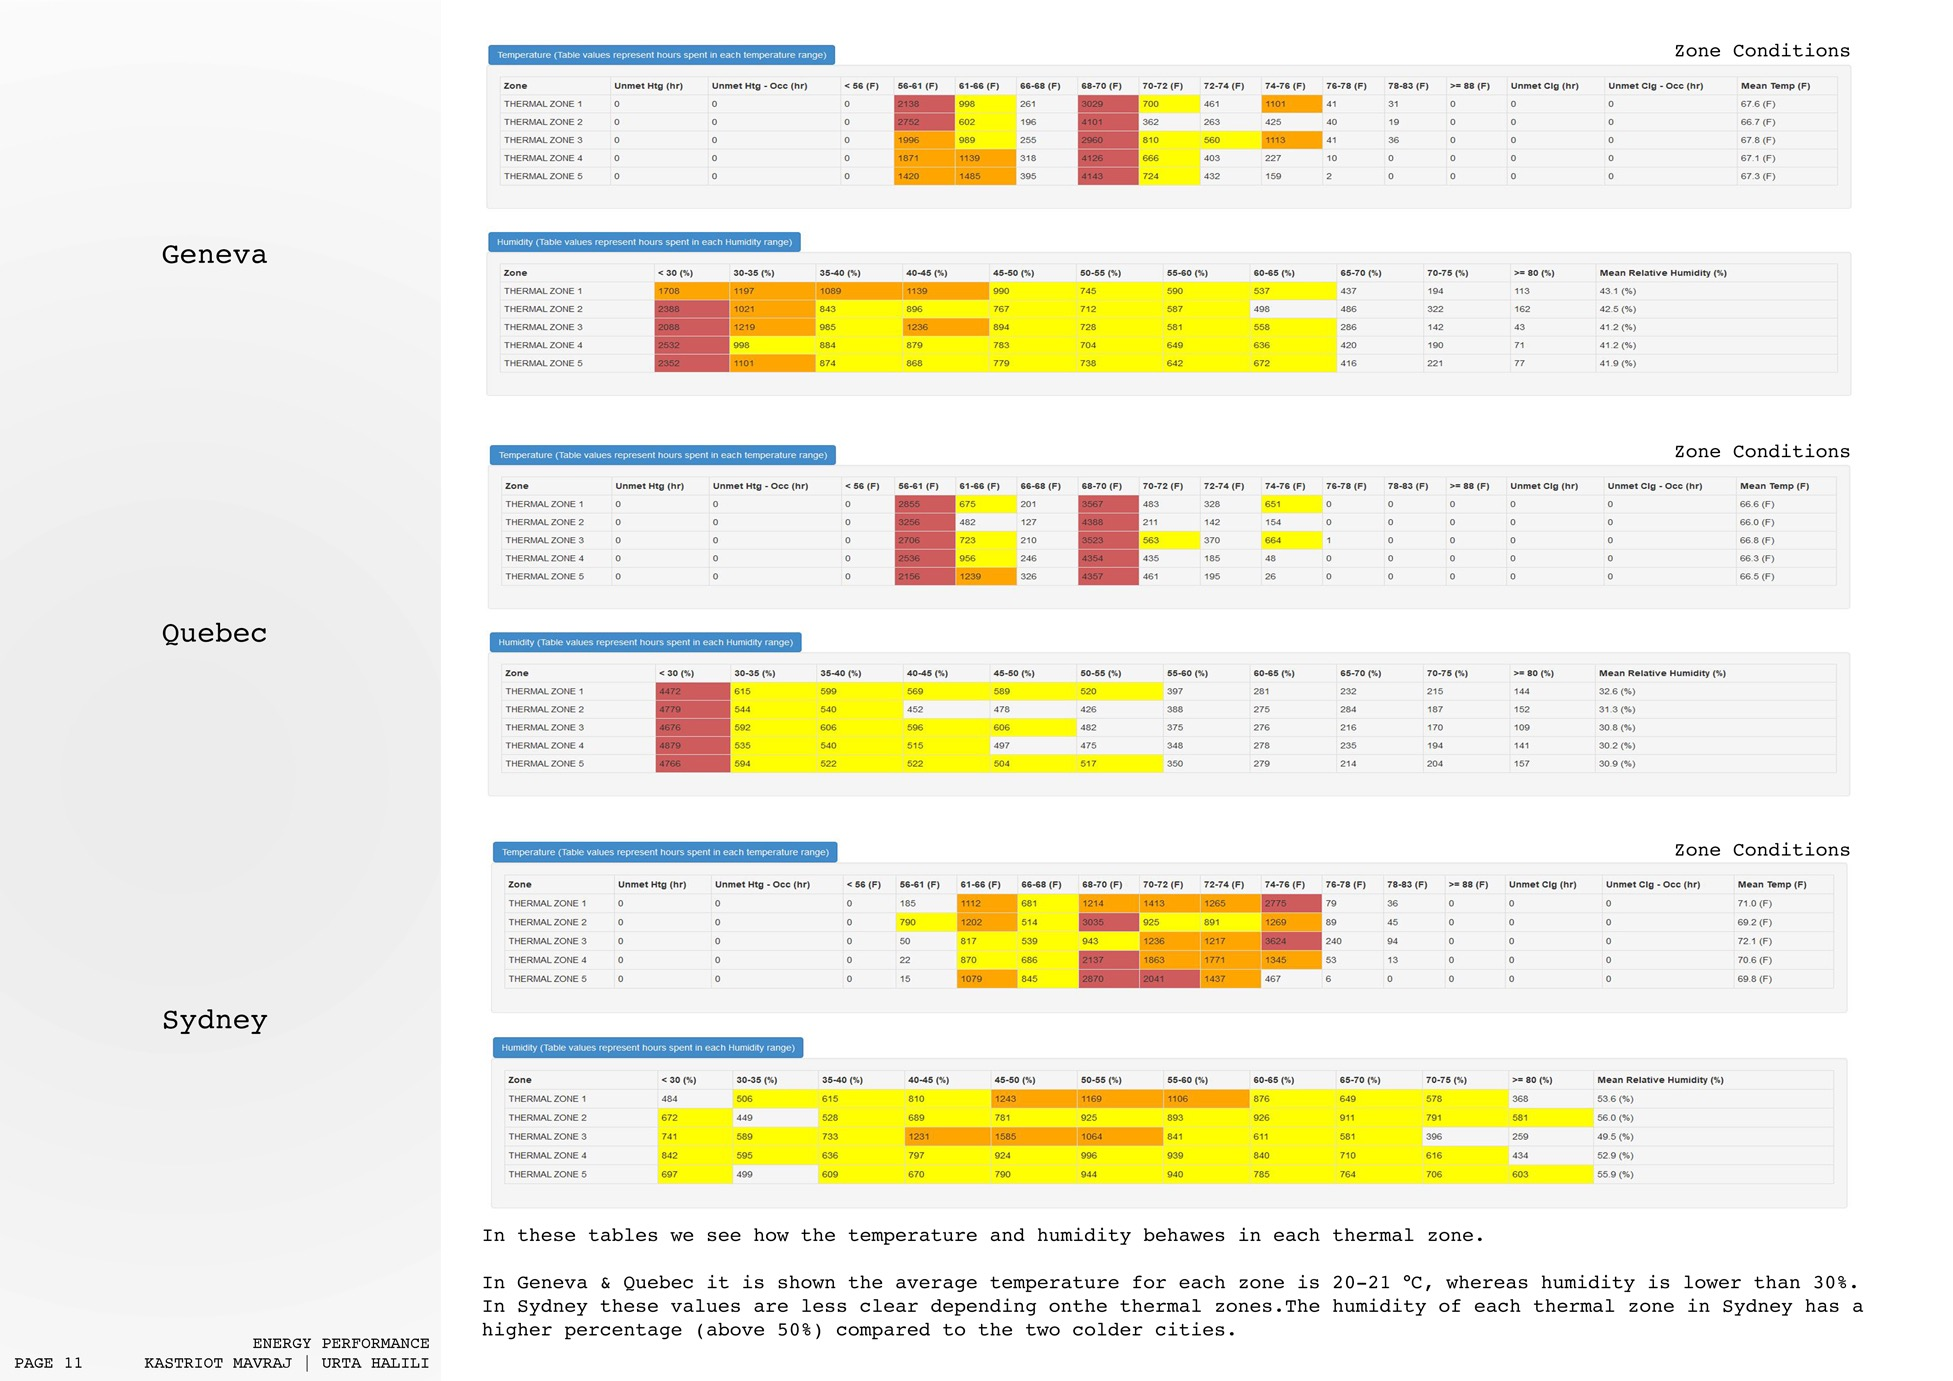 Temperature (Table values represent hours spent in each temperature range)
Zone Conditions
Zone Unmet Htg (hr) Unmet Htg - Occ (hr) < 56 (F) 56-61 (F) 61-66 (F) 66-68 (F) 68-70 (F) 70-72 (F) 72-74 (F) 74-76 (F) 76-78 (F) 78-83 (F) >= 88 (F) Unmet Clg (hr) Unmet Clg - Occ (hr) Mean Temp (F)
THERMAL ZONE 1 0 0 0 2138 998 261 3029 700 461 1101 41 31 0 0 0 67.6 (F)
THERMAL ZONE 2 0 0 0 2752 602 196 4101 362 263 425 40 19 0 0 0 66.7 (F)
THERMAL ZONE 3 0 0 0 1996 989 255 2960 810 560 1113 41 36 0 0 0 67.8 (F)
THERMAL ZONE 4 0 0 0 1871 1139 318 4126 666 403 227 10 0 0 0 0 67.1 (F)
THERMAL ZONE 5 0 0 0 1420 1485 395 4143 724 432 159 2 0 0 0 0 67.3 (F)
Geneva
Humidity (Table values represent hours spent in each Humidity range)
Zone < 30 (%) 30-35 (%) 35-40 (%) 40-45 (%) 45-50 (%) 50-55 (%) 55-60 (%) 60-65 (%) 65-70 (%) 70-75 (%) >= 80 (%) Mean Relative Humidity (%)
THERMAL ZONE 1 1708 1197 1089 1139 990 745 590 537 437 194 113 43.1 (%)
THERMAL ZONE 2 2388 1021 843 896 767 712 587 498 486 322 162 42.5 (%)
THERMAL ZONE 3 2088 1219 985 1236 894 728 581 558 286 142 43 41.2 (%)
THERMAL ZONE 4 2532 998 884 879 783 704 649 636 420 190 71 41.2 (%)
THERMAL ZONE 5 2352 1101 874 868 779 738 642 672 416 221 77 41.9 (%)
Temperature (Table values represent hours spent in each temperature range)
Zone Conditions
Zone Unmet Htg (hr) Unmet Htg - Occ (hr) < 56 (F) 56-61 (F) 61-66 (F) 66-68 (F) 68-70 (F) 70-72 (F) 72-74 (F) 74-76 (F) 76-78 (F) 78-83 (F) >= 88 (F) Unmet Clg (hr) Unmet Clg - Occ (hr) Mean Temp (F)
THERMAL ZONE 1 0 0 0 2855 675 201 3567 483 328 651 0 0 0 0 0 66.6 (F)
THERMAL ZONE 2 0 0 0 3256 482 127 4388 211 142 154 0 0 0 0 0 66.0 (F)
THERMAL ZONE 3 0 0 0 2706 723 210 3523 563 370 664 1 0 0 0 0 66.8 (F)
THERMAL ZONE 4 0 0 0 2536 956 246 4354 435 185 48 0 0 0 0 0 66.3 (F)
THERMAL ZONE 5 0 0 0 2156 1239 326 4357 461 195 26 0 0 0 0 0 66.5 (F)
Quebec
Humidity (Table values represent hours spent in each Humidity range)
Zone < 30 (%) 30-35 (%) 35-40 (%) 40-45 (%) 45-50 (%) 50-55 (%) 55-60 (%) 60-65 (%) 65-70 (%) 70-75 (%) >= 80 (%) Mean Relative Humidity (%)
THERMAL ZONE 1 4472 615 599 569 589 520 397 281 232 215 144 32.6 (%)
THERMAL ZONE 2 4779 544 540 452 478 426 388 275 284 187 152 31.3 (%)
THERMAL ZONE 3 4676 592 606 596 606 482 375 276 216 170 109 30.8 (%)
THERMAL ZONE 4 4879 535 540 515 497 475 348 278 235 194 141 30.2 (%)
THERMAL ZONE 5 4766 594 522 522 504 517 350 279 214 204 157 30.9 (%)
Temperature (Table values represent hours spent in each temperature range)
Zone Conditions
Zone Unmet Htg (hr) Unmet Htg - Occ (hr) < 56 (F) 56-61 (F) 61-66 (F) 66-68 (F) 68-70 (F) 70-72 (F) 72-74 (F) 74-76 (F) 76-78 (F) 78-83 (F) >= 88 (F) Unmet Clg (hr) Unmet Clg - Occ (hr) Mean Temp (F)
THERMAL ZONE 1 0 0 0 185 1112 681 1214 1413 1265 2775 79 36 0 0 0 71.0 (F)
THERMAL ZONE 2 0 0 0 790 1202 514 3035 925 891 1269 89 45 0 0 0 69.2 (F)
THERMAL ZONE 3 0 0 0 50 817 539 943 1236 1217 3624 240 94 0 0 0 72.1 (F)
THERMAL ZONE 4 0 0 0 22 870 686 2137 1863 1771 1345 53 13 0 0 0 70.6 (F)
THERMAL ZONE 5 0 0 0 15 1079 845 2870 2041 1437 467 6 0 0 0 0 69.8 (F)
Sydney
Humidity (Table values represent hours spent in each Humidity range)
Zone < 30 (%) 30-35 (%) 35-40 (%) 40-45 (%) 45-50 (%) 50-55 (%) 55-60 (%) 60-65 (%) 65-70 (%) 70-75 (%) >= 80 (%) Mean Relative Humidity (%)
THERMAL ZONE 1 484 506 615 810 1243 1169 1106 876 649 578 368 53.6 (%)
THERMAL ZONE 2 672 449 528 689 781 925 893 926 911 791 581 56.0 (%)
THERMAL ZONE 3 741 589 733 1231 1585 1064 841 611 581 396 259 49.5 (%)
THERMAL ZONE 4 842 595 636 797 924 996 939 840 710 616 434 52.9 (%)
THERMAL ZONE 5 697 499 609 670 790 944 940 785 764 706 603 55.9 (%)
In these tables we see how the temperature and humidity behawes in each thermal zone.
In Geneva & Quebec it is shown the average temperature for each zone is 20-21 °C, whereas humidity is lower than 30%.
In Sydney these values are less clear depending onthe thermal zones.The humidity of each thermal zone in Sydney has a
higher percentage (above 50%) compared to the two colder cities.
ENERGY PERFORMANCE
PAGE 11 KASTRIOT MAVRAJ | URTA HALILI